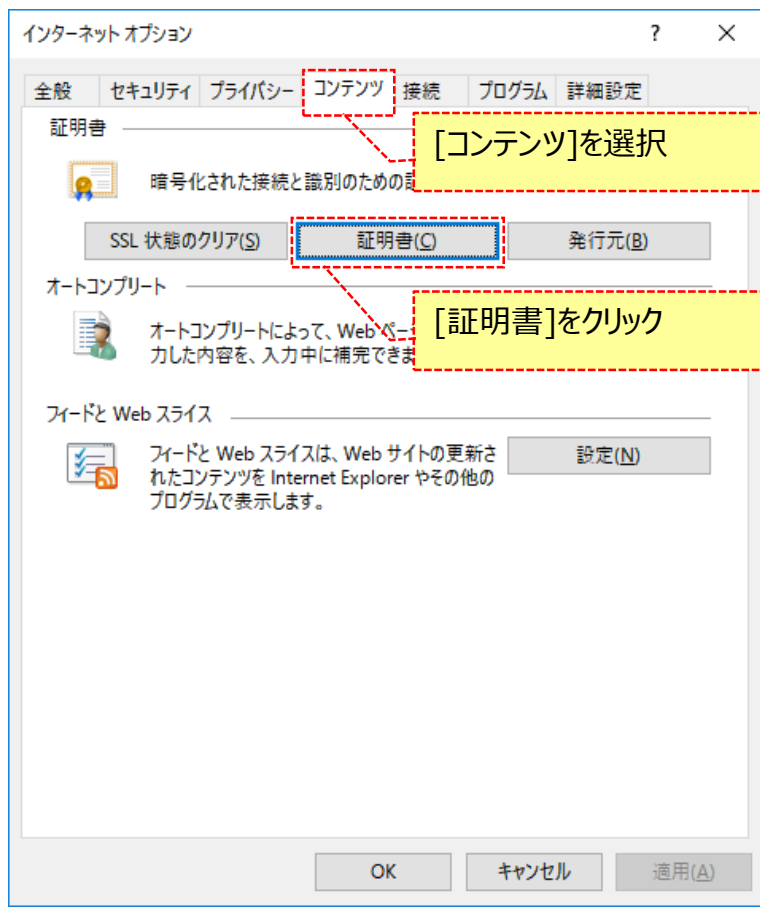 インターネット オプション
?
全般 セキュリティ プライバシー コンテンツ 接続 プログラム 詳細設定
証明書
[コンテンツ]を選択
暗号化された接続と識別のための
SSL 状態のクリア(S) 証明書(C) 発行元(B)
オートコンプリート
[証明書]をクリック
オートコンプリートによって、Web ペー
力した内容を、入力中に補完できま
フィードと Web スライス
フィードと Web スライスは、Web サイトの更新さ
れたコンテンツを Internet Explorer やその他の
プログラムで表示します。
設定(N)
OK キャンセル 適用(A)